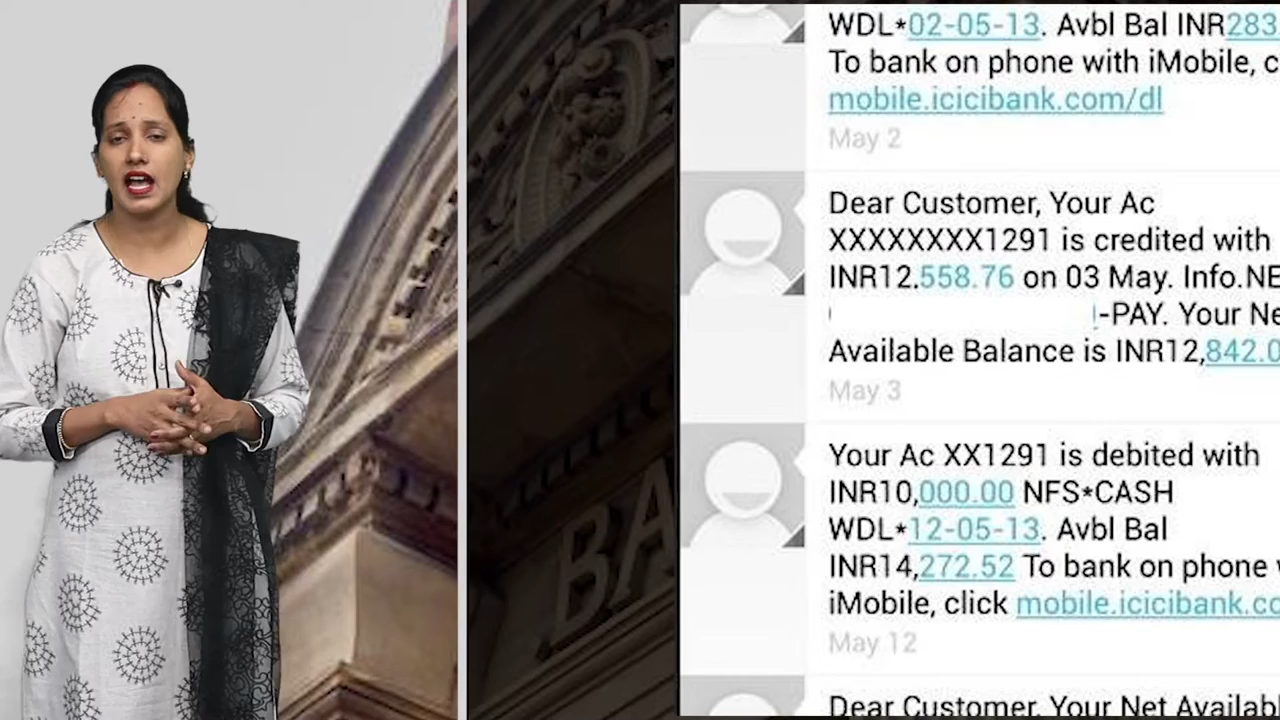 WDL*02-05-13. Avbl Bal INR283
To bank on phone with iMobile, c
mobile.icicibank.com/dl
May 2
Dear Customer, Your Ac
XXXXXXXX1291 is credited with
INR12,558.76 on 03 May. Info.NE
-PAY. Your Ne
Available Balance is INR12,842.0
May 3
Your Ac XX1291 is debited with
INR10,000.00 NFS*CASH
WDL*12-05-13. Avbl Bal
INR14,272.52 To bank on phone
iMobile, click mobile.icicibank.co
May 12
Dear Customer, Your Net Availab
BA